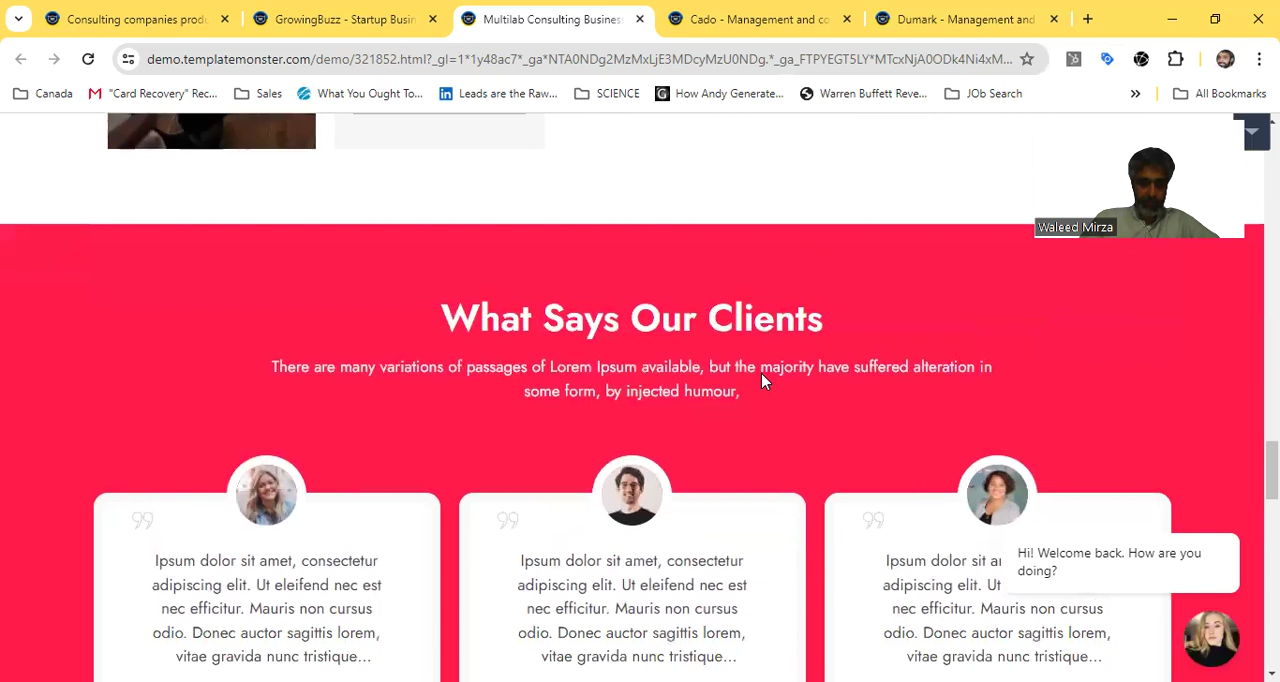 Consulting companies produ
GrowingBuzz - Startup Busin
Multilab Consulting Business
Cado - Management and co
Dumark - Management and
demo.templatemonster.com/demo/321852.html?_gl=1*1y48ac7*_ga*NTA0NDg2MzMxLjE3MDcyMzU0NDg.*_ga_FTPYEGT5LY*MTcxNjA0ODk4Ni4xM...
Canada
"Card Recovery" Rec...
Sales
What You Ought To...
Leads are the Raw...
SCIENCE
How Andy Generate...
Warren Buffett Reve...
JOb Search
»
All Bookmarks
Waleed Mirza
What Says Our Clients
There are many variations of passages of Lorem Ipsum available, but the majority have suffered alteration in
some form, by injected humour,
Ipsum dolor sit amet, consectetur
adipiscing elit. Ut eleifend nec est
nec efficitur. Mauris non cursus
odio. Donec auctor sagittis lorem,
vitae gravida nunc tristique...
Ipsum dolor sit amet, consectetur
adipiscing elit. Ut eleifend nec est
nec efficitur. Mauris non cursus
odio. Donec auctor sagittis lorem,
vitae gravida nunc tristique...
Ipsum dolor sit a
adipiscing elit. Ut
nec efficitur. Mauris non cursus
odio. Donec auctor sagittis lorem,
vitae gravida nunc tristique...
Hi! Welcome back. How are you
doing?